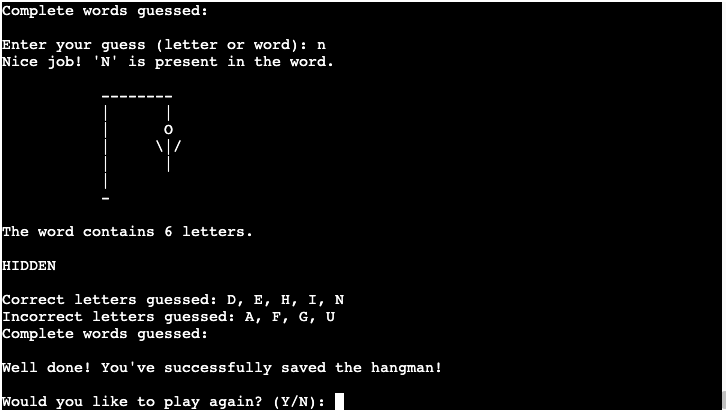 Complete words guessed:
Enter your guess (letter or word): n
Nice job! 'N' is present in the word.
--------
|      |
|      O
|     \|/
|      |
|
-
The word contains 6 letters.
HIDDEN
Correct letters guessed: D, E, H, I, N
Incorrect letters guessed: A, F, G, U
Complete words guessed:
Well done! You've successfully saved the hangman!
Would you like to play again? (Y/N):